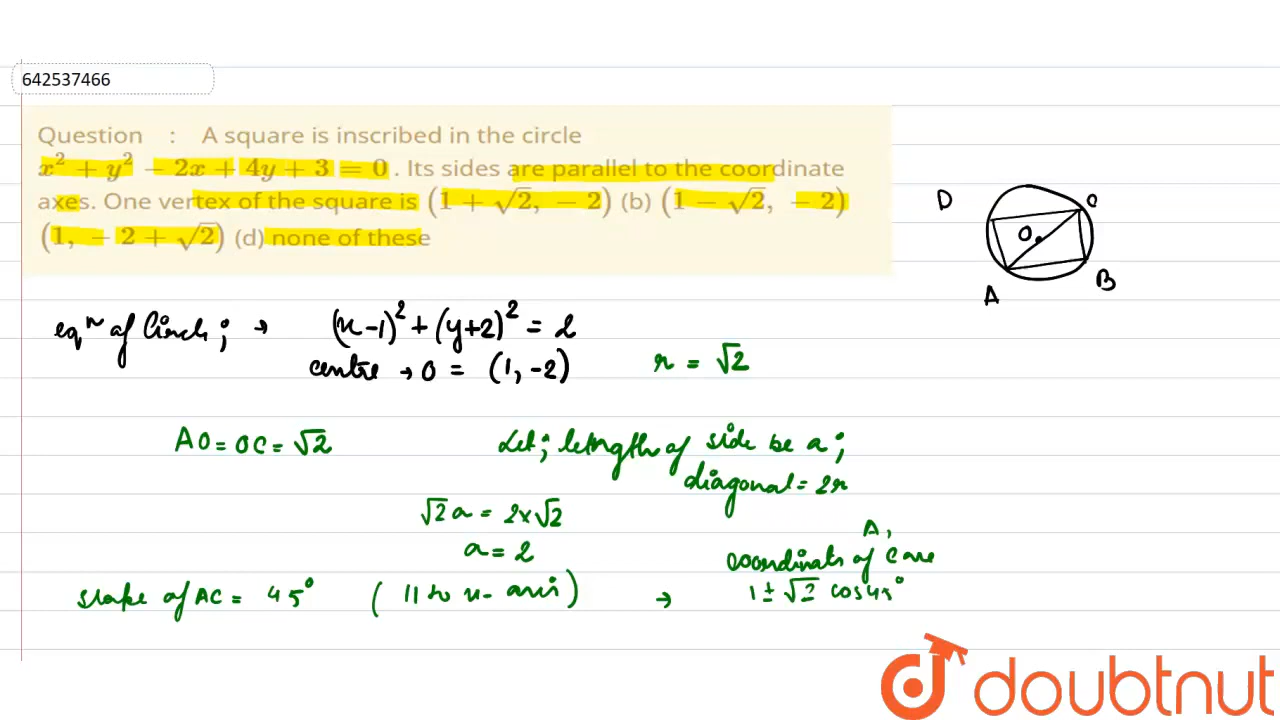 642537466
Question : A square is inscribed in the circle
x² + y² − 2x + 4y + 3 = 0 . Its sides are parallel to the coordinate
axes. One vertex of the square is (1 + √2, − 2) (b) (1 − √2, − 2)
(1, − 2 + √2) (d) none of these
D
C
O
A
B
eqⁿ of Circle ; → (x-1)² + (y+2)² = 2
centre → O = (1, -2)
r = √2
AO = OC = √2
Let ; length of side be a ;
diagonal = 2r
√2 a = 2×√2
a = 2
A,
coordinats of C are
slope of AC = 45° ( 11 to x- axis ) → 1 ± √2 cos45°
doubtnut